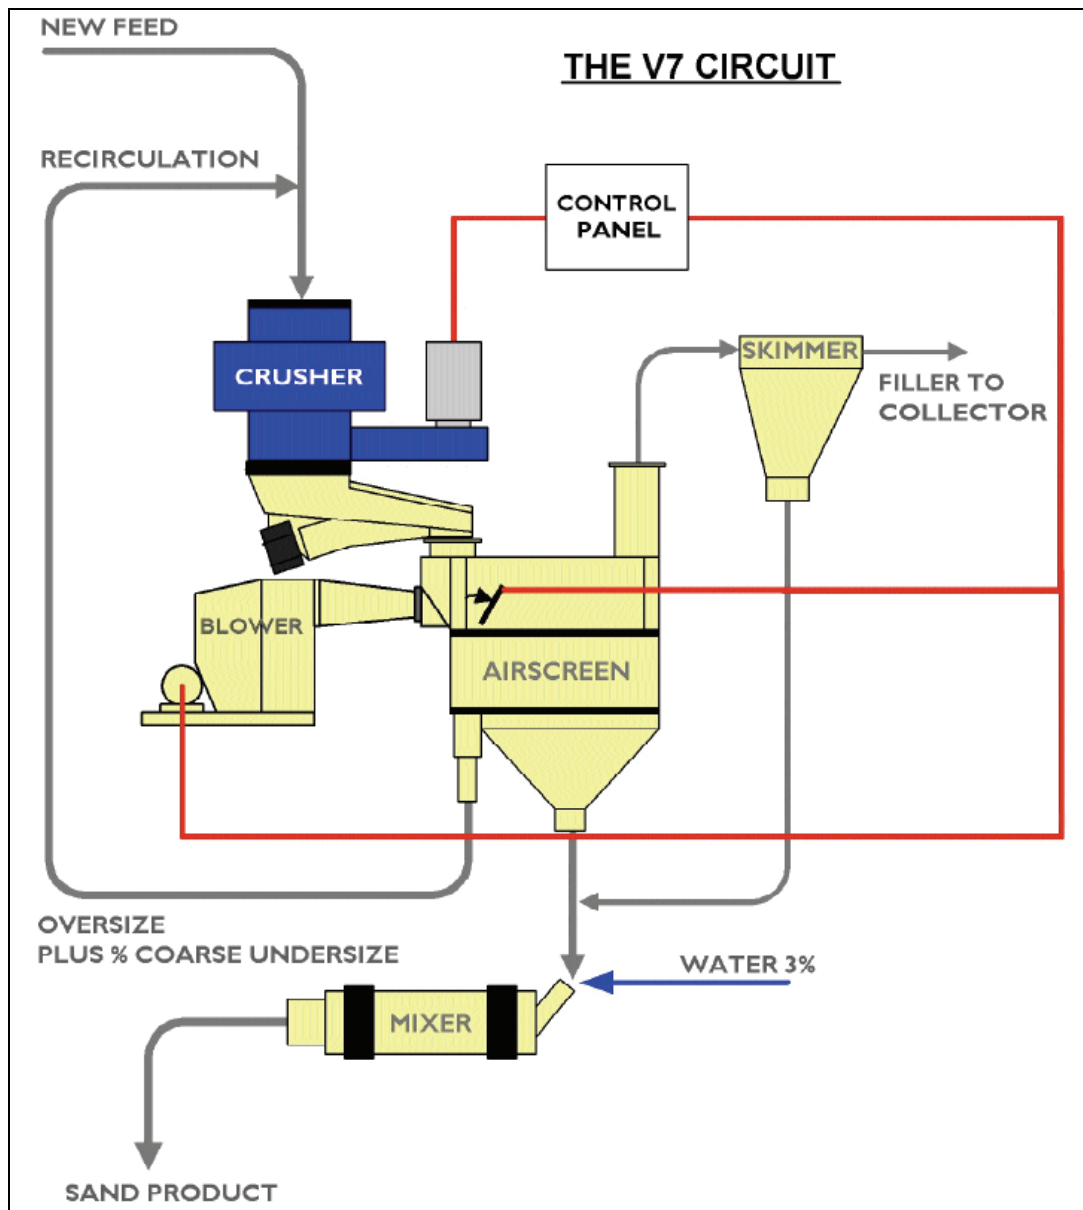 NEW FEED
THE V7 CIRCUIT
RECIRCULATION
CONTROL
PANEL
SKIMMER
CRUSHER
FILLER TO
COLLECTOR
BLOWER
AIRSCREEN
OVERSIZE
PLUS % COARSE UNDERSIZE
WATER 3%
MIXER
SAND PRODUCT